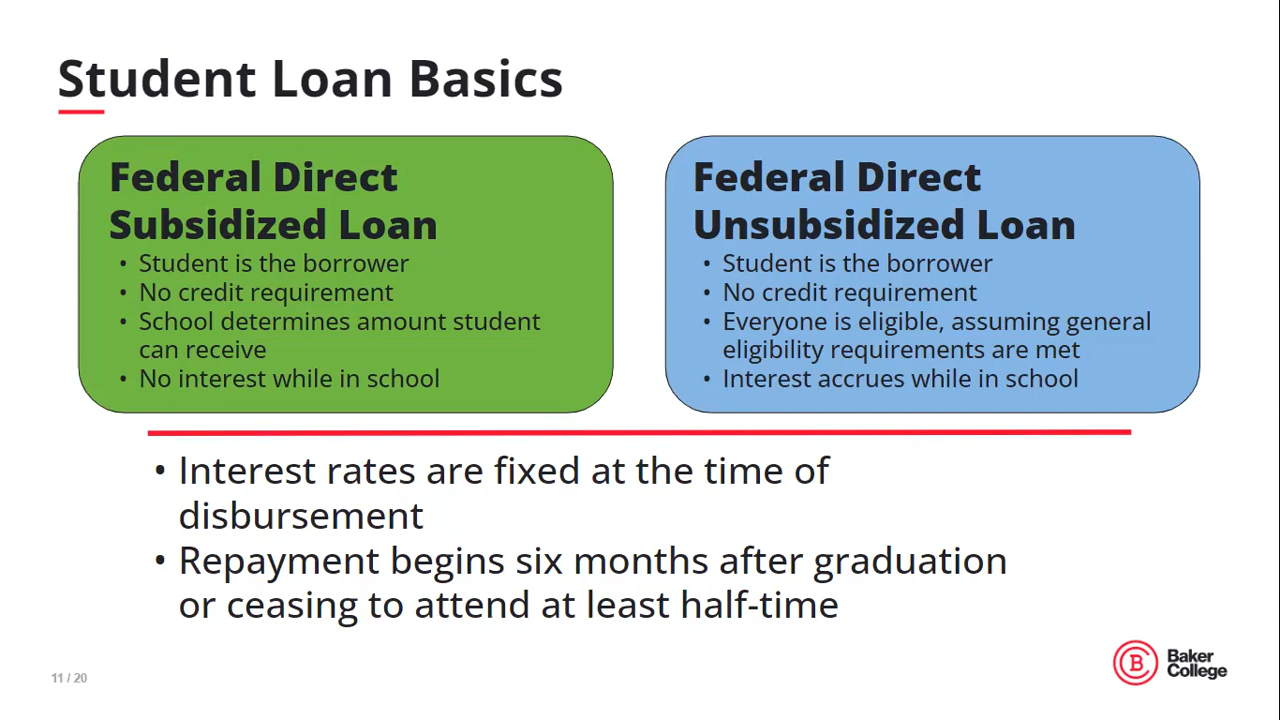 Student Loan Basics
Federal Direct
Subsidized Loan
• Student is the borrower
• No credit requirement
• School determines amount student
can receive
• No interest while in school
Federal Direct
Unsubsidized Loan
• Student is the borrower
• No credit requirement
• Everyone is eligible, assuming general
eligibility requirements are met
• Interest accrues while in school
• Interest rates are fixed at the time of
disbursement
• Repayment begins six months after graduation
or ceasing to attend at least half-time
11 / 20
B
Baker
College